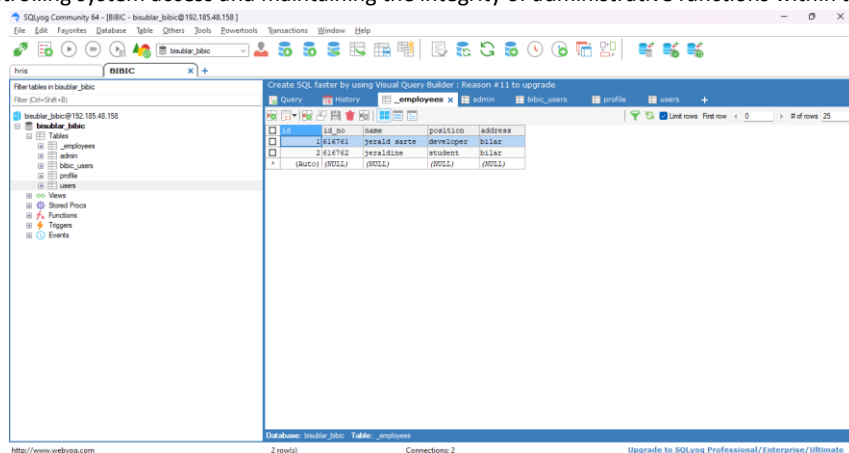 trolling system access and maintaining the integrity of administrative functions within t
SQLyog Community 64 - [BIBIC - bisublar_bibic@192.185.48.158 ]
File Edit Favorites Database Table Others Tools Powertools Transactions Window Help
bisublar_bibic
hris BIBIC x +
Filter tables in bisublar_bibic
Filter (Ctrl+Shift+B)
bisublar_bibic@192.185.48.158
bisublar_bibic
Tables
_employees
admin
bibic_users
profile
users
Views
Stored Procs
Functions
Triggers
Events
Create SQL faster by using Visual Query Builder : Reason #11 to upgrade
Query History _employees x admin bibic_users profile users +
Limit rows First row 0 # of rows 25
id id_no name position address
1 616761 jerald sarte developer bilar
2 616762 jeraldine student bilar
* (Auto) (NULL) (NULL) (NULL) (NULL)
Database: bisublar_bibic Table: _employees
http://www.webyog.com 2 row(s) Connections: 2 Upgrade to SQLyog Professional/Enterprise/Ultimate